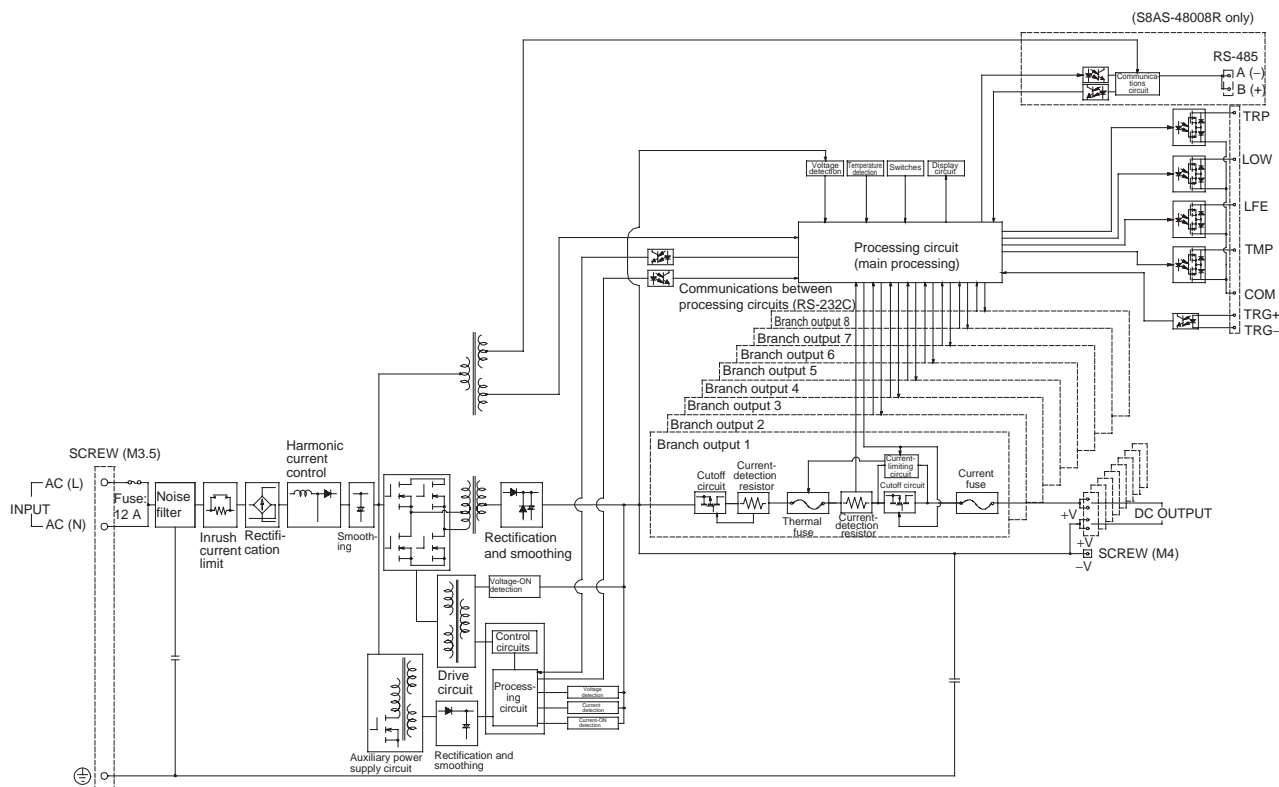 (S8AS-48008R only)
RS-485
A (−)
B (+)
Communica-
tions
circuit
TRP
LOW
LFE
TMP
COM
TRG+
TRG−
Voltage
detection
Temperature
detection
Switches
Display
circuit
Processing circuit
(main processing)
Communications between
processing circuits (RS-232C)
Branch output 8
Branch output 7
Branch output 6
Branch output 5
Branch output 4
Branch output 3
Branch output 2
Branch output 1
Cutoff
circuit
Current-
detection
resistor
Thermal
fuse
Current-
detection
resistor
Current-
limiting
circuit
Cutoff circuit
Current
fuse
+V
+V
−V
DC OUTPUT
SCREW (M4)
SCREW (M3.5)
INPUT
AC (L)
AC (N)
Fuse:
12 A
Noise
filter
Inrush
current
limit
Rectifi-
cation
Harmonic
current
control
Smooth-
ing
Rectification
and smoothing
Voltage-ON
detection
Drive
circuit
Control
circuits
Process-
ing
circuit
Voltage
detection
Current
detection
Current-ON
detection
Auxiliary power
supply circuit
Rectification and
smoothing